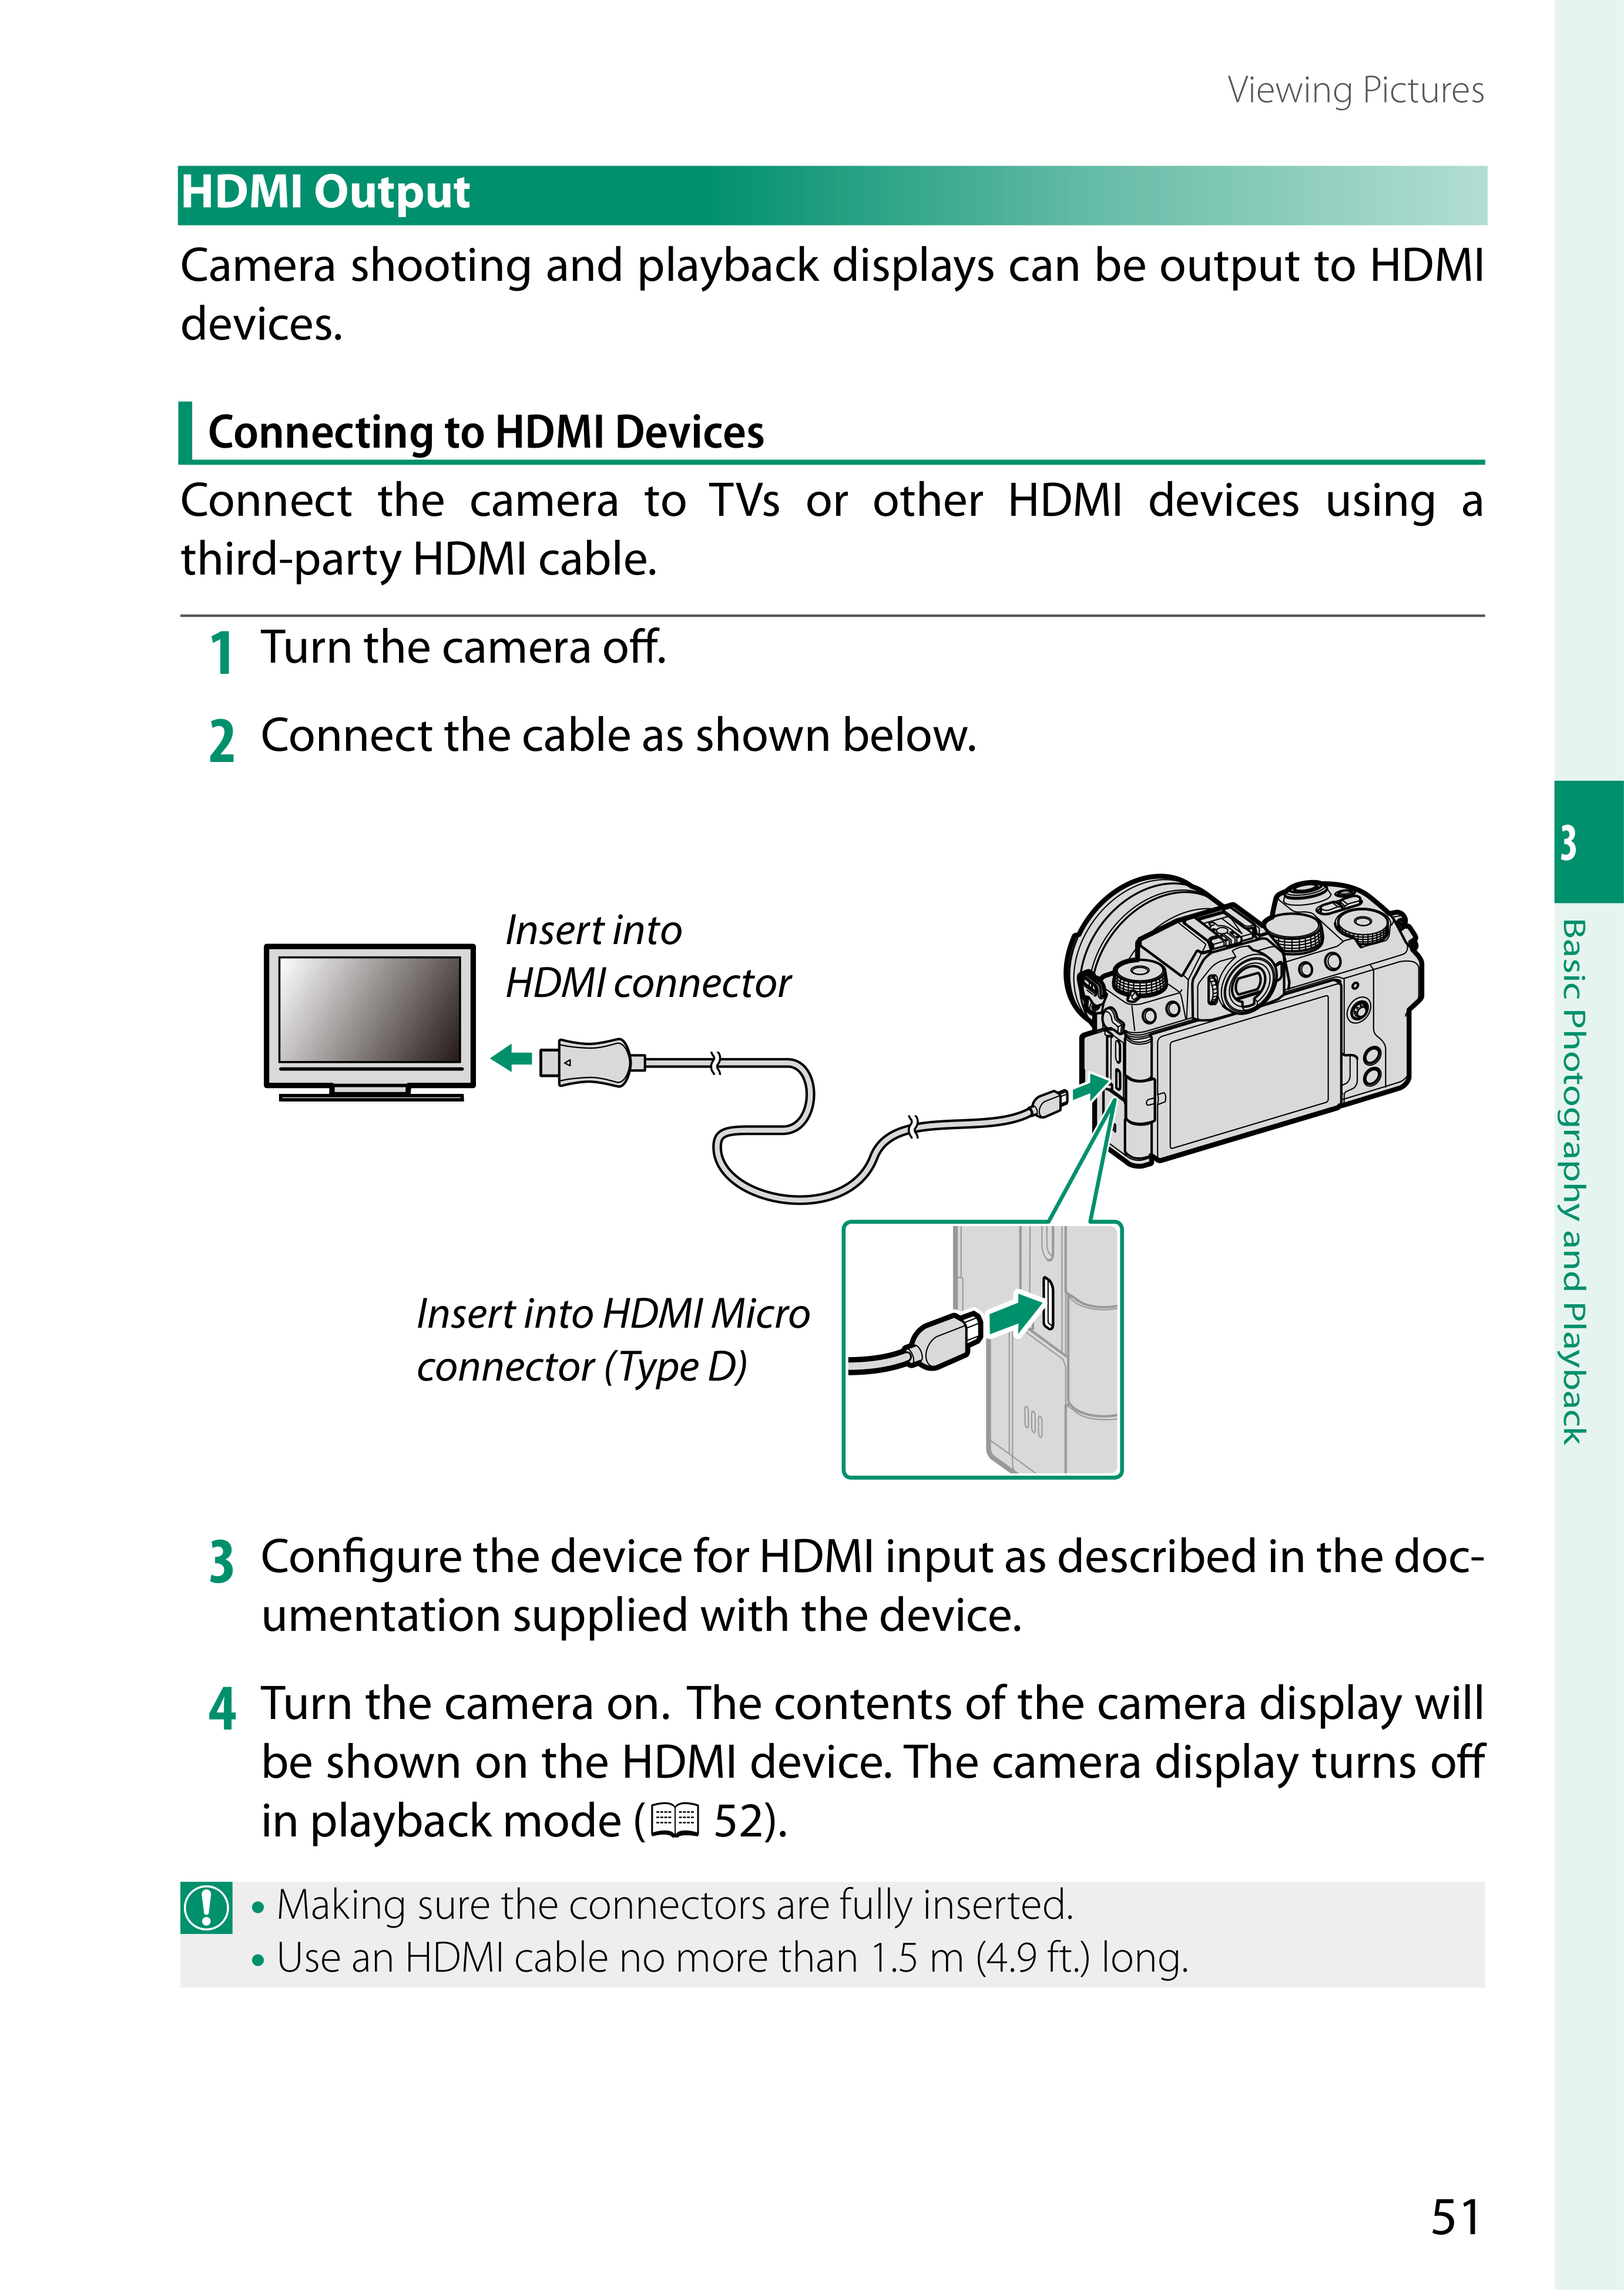 Viewing Pictures
HDMI Output
Camera shooting and playback displays can be output to HDMI
devices.
Connecting to HDMI Devices
Connect the camera to TVs or other HDMI devices using a
third-party HDMI cable.
1 Turn the camera off.
2 Connect the cable as shown below.
Insert into
HDMI connector
Insert into HDMI Micro
connector (Type D)
3 Configure the device for HDMI input as described in the doc-
umentation supplied with the device.
4 Turn the camera on. The contents of the camera display will
be shown on the HDMI device. The camera display turns off
in playback mode (📖 52).
• Making sure the connectors are fully inserted.
• Use an HDMI cable no more than 1.5 m (4.9 ft.) long.
3
Basic Photography and Playback
51